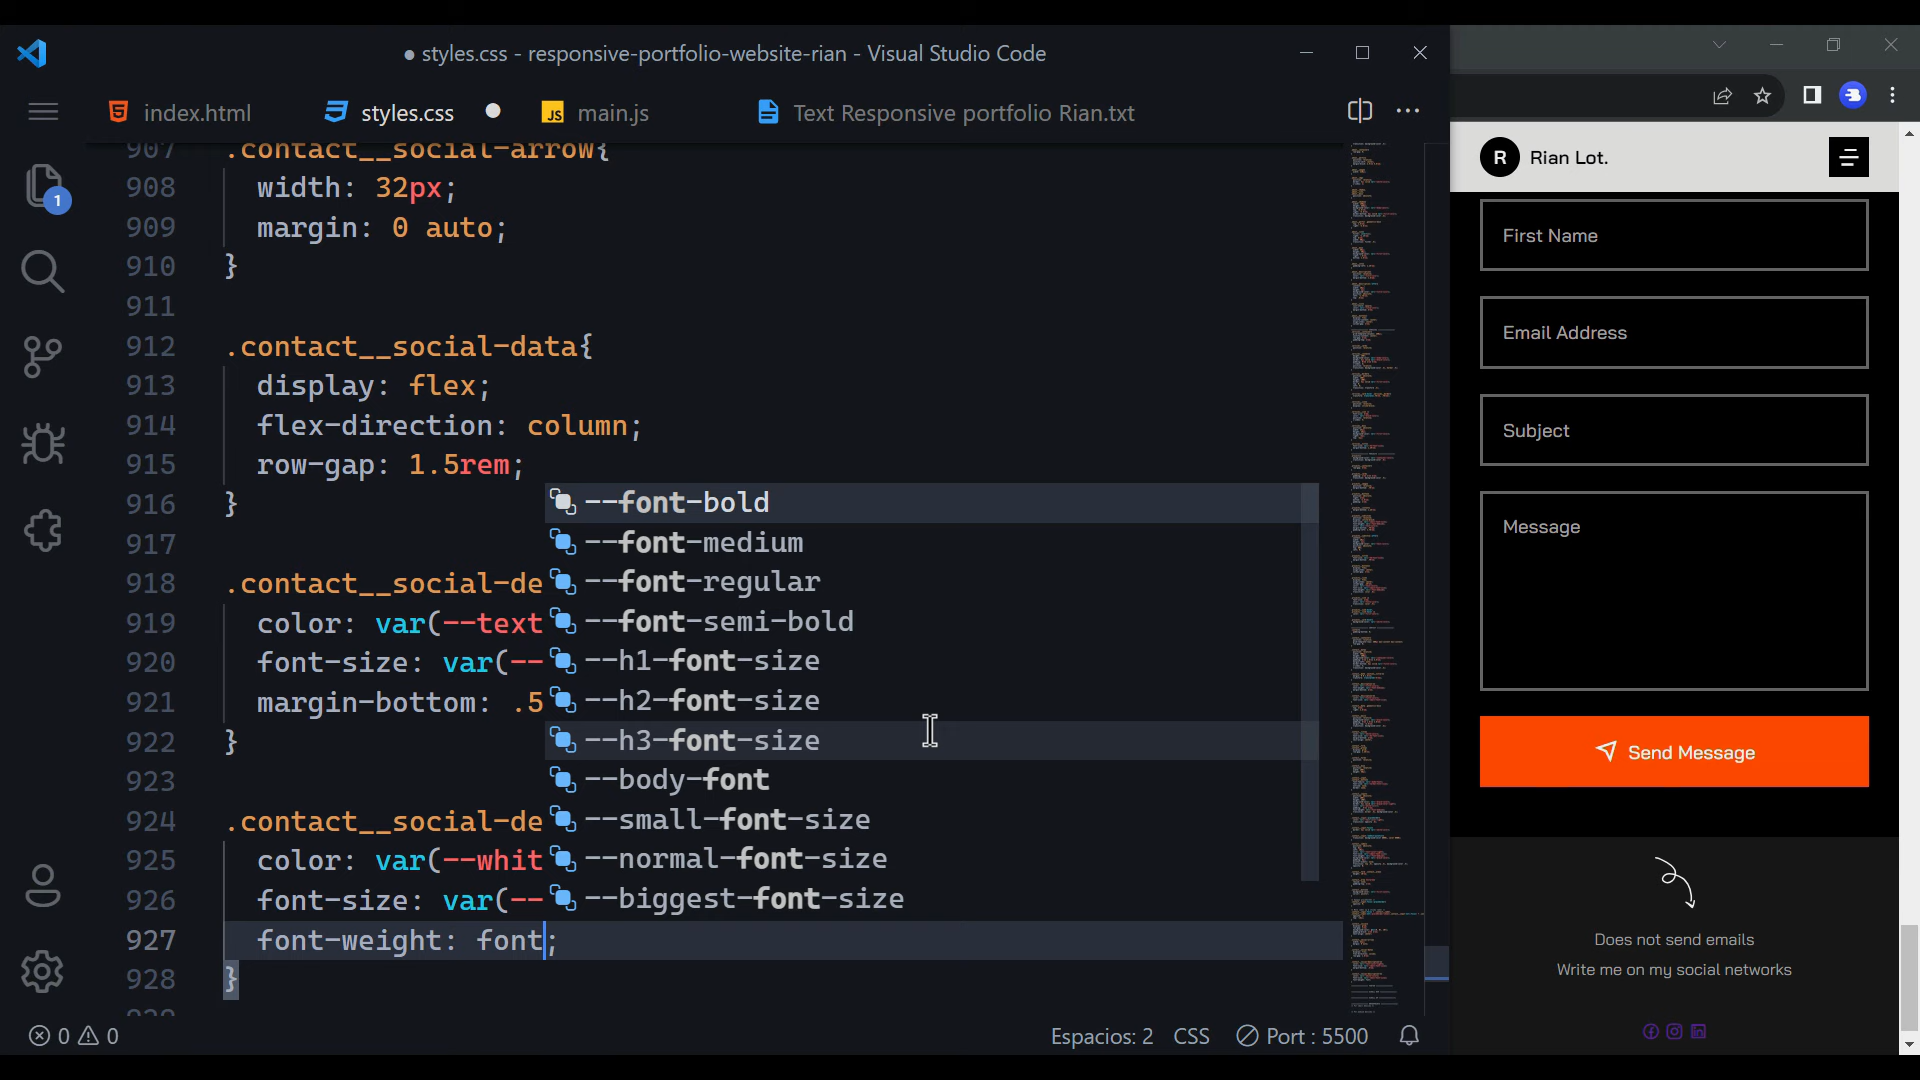 ● styles.css - responsive-portfolio-website-rian - Visual Studio Code
index.html
styles.css
JS main.js
Text Responsive portfolio Rian.txt
1
907 .contact__social-arrow{
908 width: 32px;
909 margin: 0 auto;
910 }
911
912 .contact__social-data{
913 display: flex;
914 flex-direction: column;
915 row-gap: 1.5rem;
916 }
917
918 .contact__social-de
919 color: var(--text
920 font-size: var(--
921 margin-bottom: .5
922 }
923
924 .contact__social-de
925 color: var(--whit
926 font-size: var(--
927 font-weight: font;
928 }
929
--font-bold
--font-medium
--font-regular
--font-semi-bold
--h1-font-size
--h2-font-size
--h3-font-size
--body-font
--small-font-size
--normal-font-size
--biggest-font-size
0 0
Espacios: 2 CSS Port : 5500
R Rian Lot.
First Name
Email Address
Subject
Message
Send Message
Does not send emails
Write me on my social networks